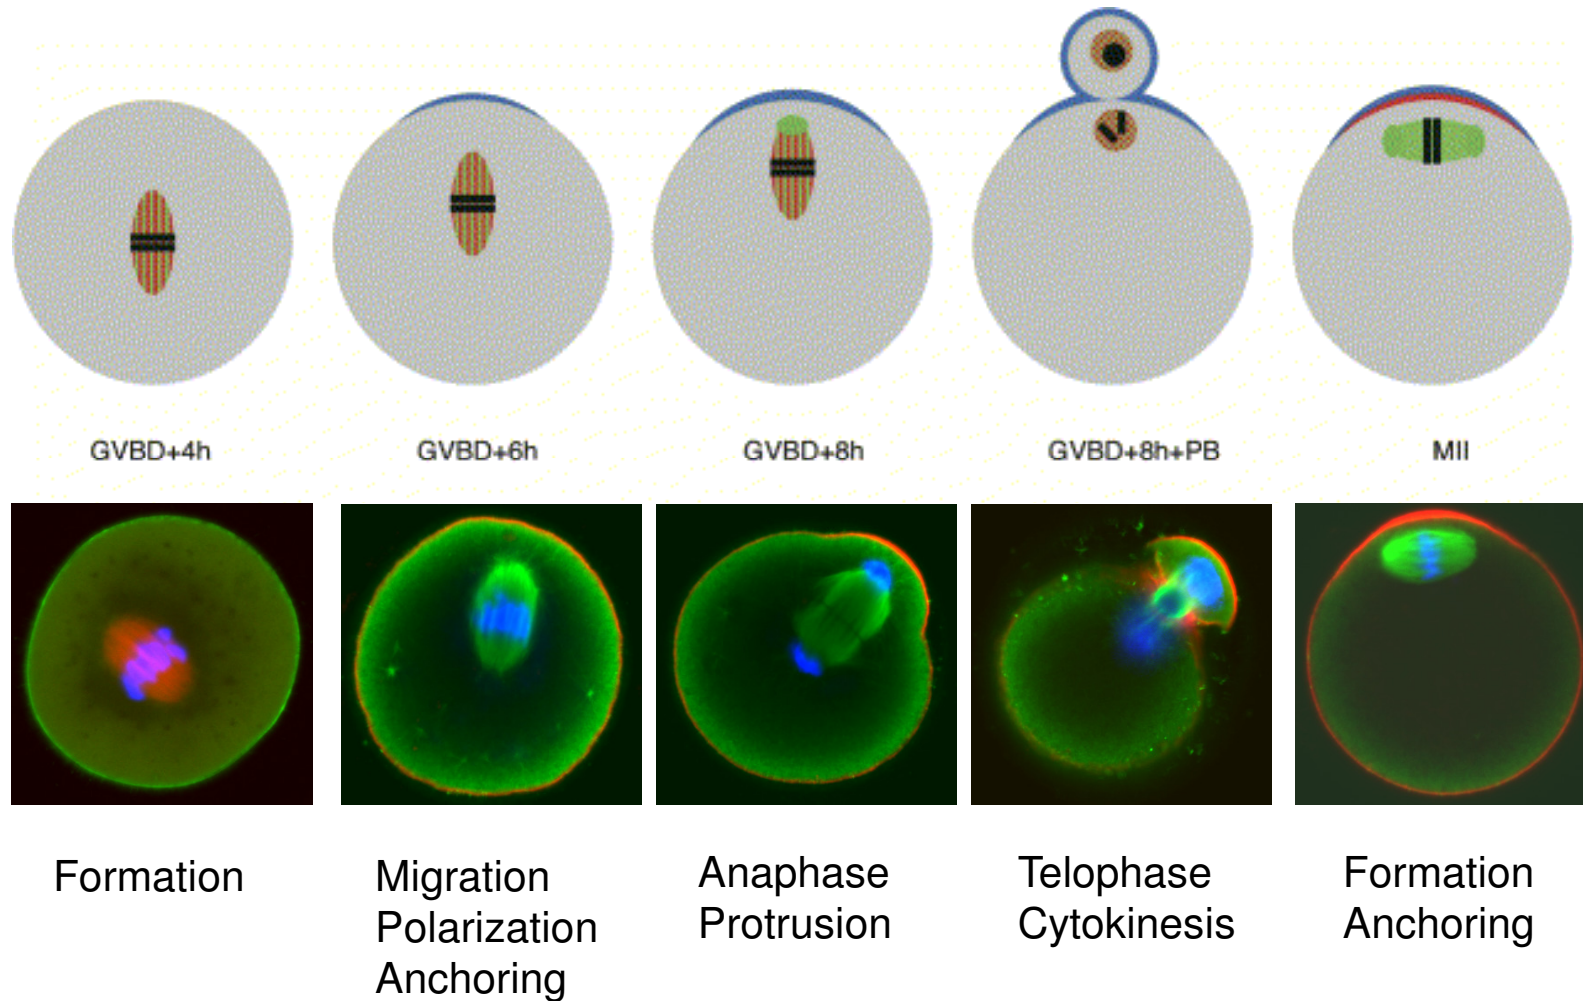 GVBD+4h
GVBD+6h
GVBD+8h
GVBD+8h+PB
MII
Formation
Migration
Polarization
Anchoring
Anaphase
Protrusion
Telophase
Cytokinesis
Formation
Anchoring